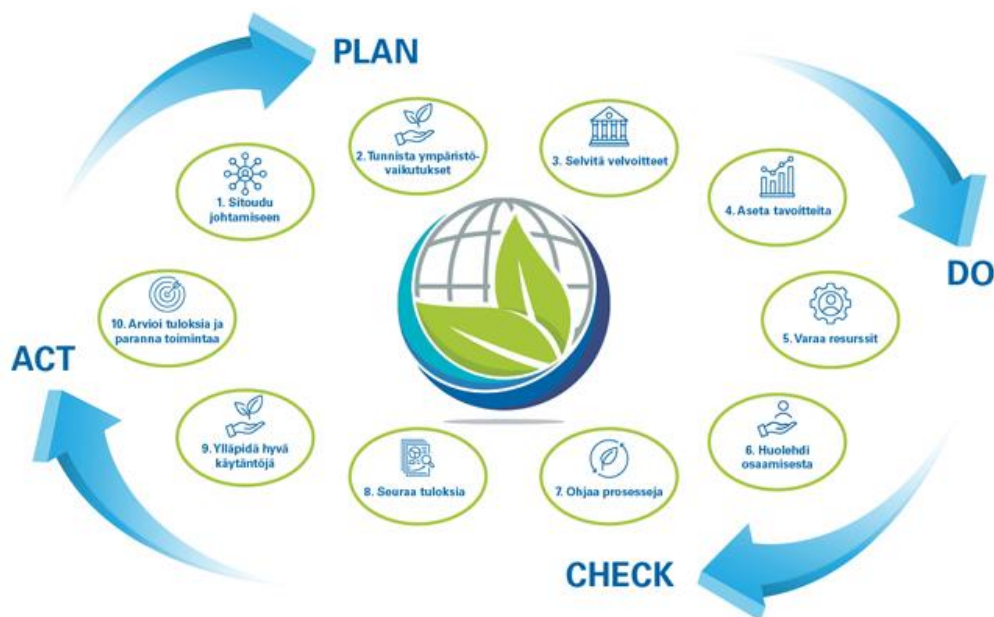 PLAN
2. Tunnista ympäristö-
vaikutukset
3. Selvitä velvoitteet
1. Sitoudu
johtamiseen
4. Aseta tavoitteita
DO
10. Arvioi tuloksia ja
paranna toimintaa
5. Varaa resurssit
ACT
9. Ylläpidä hyvä
käytäntöjä
6. Huolehdi
osaamisesta
8. Seuraa tuloksia
7. Ohjaa prosesseja
CHECK